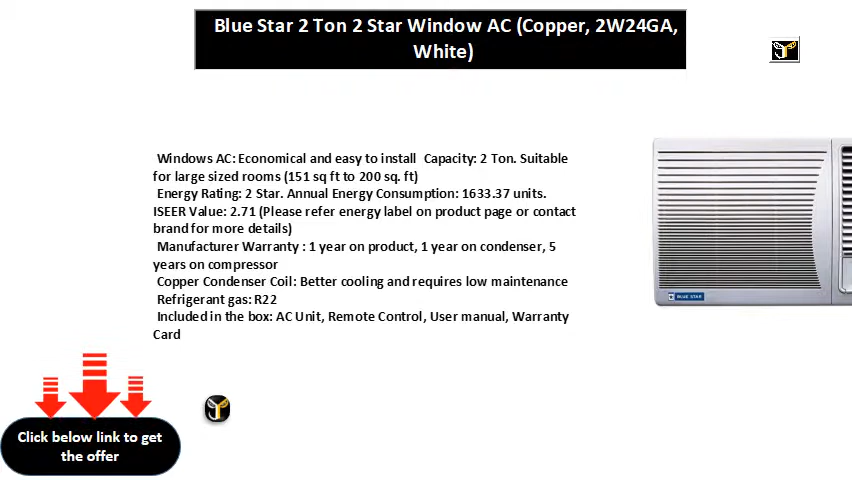 Blue Star 2 Ton 2 Star Window AC (Copper, 2W24GA,
White)
Windows AC: Economical and easy to install  Capacity: 2 Ton. Suitable
for large sized rooms (151 sq ft to 200 sq. ft)
Energy Rating: 2 Star. Annual Energy Consumption: 1633.37 units.
ISEER Value: 2.71 (Please refer energy label on product page or contact
brand for more details)
Manufacturer Warranty : 1 year on product, 1 year on condenser, 5
years on compressor
Copper Condenser Coil: Better cooling and requires low maintenance
Refrigerant gas: R22
Included in the box: AC Unit, Remote Control, User manual, Warranty
Card
BLUE STAR
Click below link to get
the offer